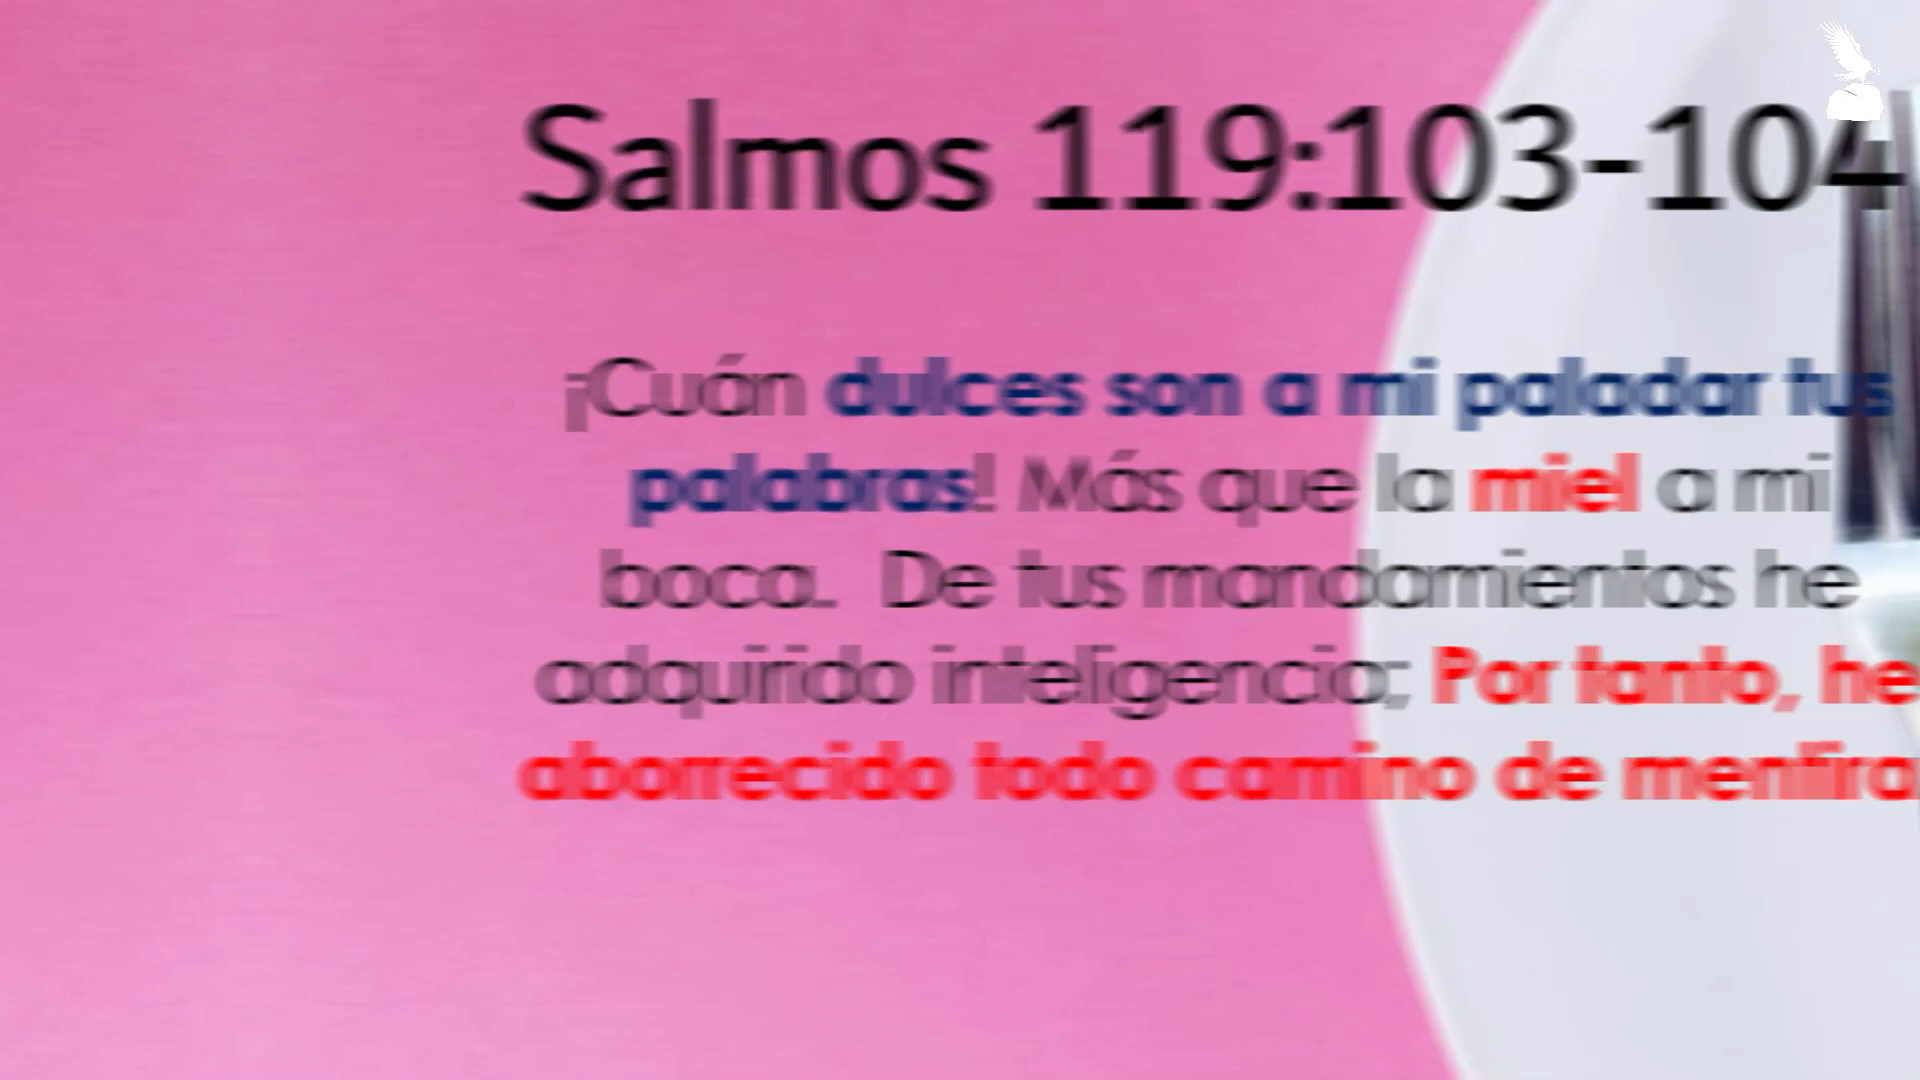 Salmos 119:103-104
¡Cuán dulces son a mi paladar tus
palabras! Más que la miel a mi
boca. De tus mandamientos he
adquirido inteligencia; Por tanto, he
aborrecido todo camino de mentira